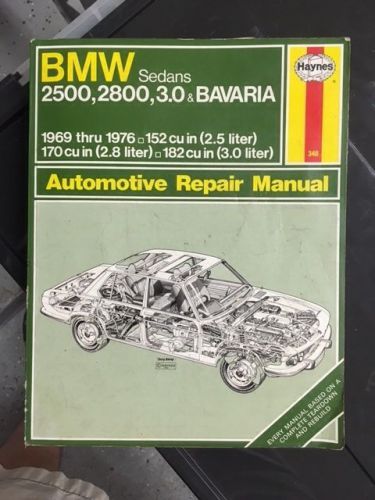 BMW Sedans
2500, 2800, 3.0 & BAVARIA
Haynes
1969 thru 1976 □ 152 cu in (2.5 liter)
170 cu in (2.8 liter) □ 182 cu in (3.0 liter)
348
Automotive Repair Manual
EVERY MANUAL BASED ON A
COMPLETE TEARDOWN
AND REBUILD